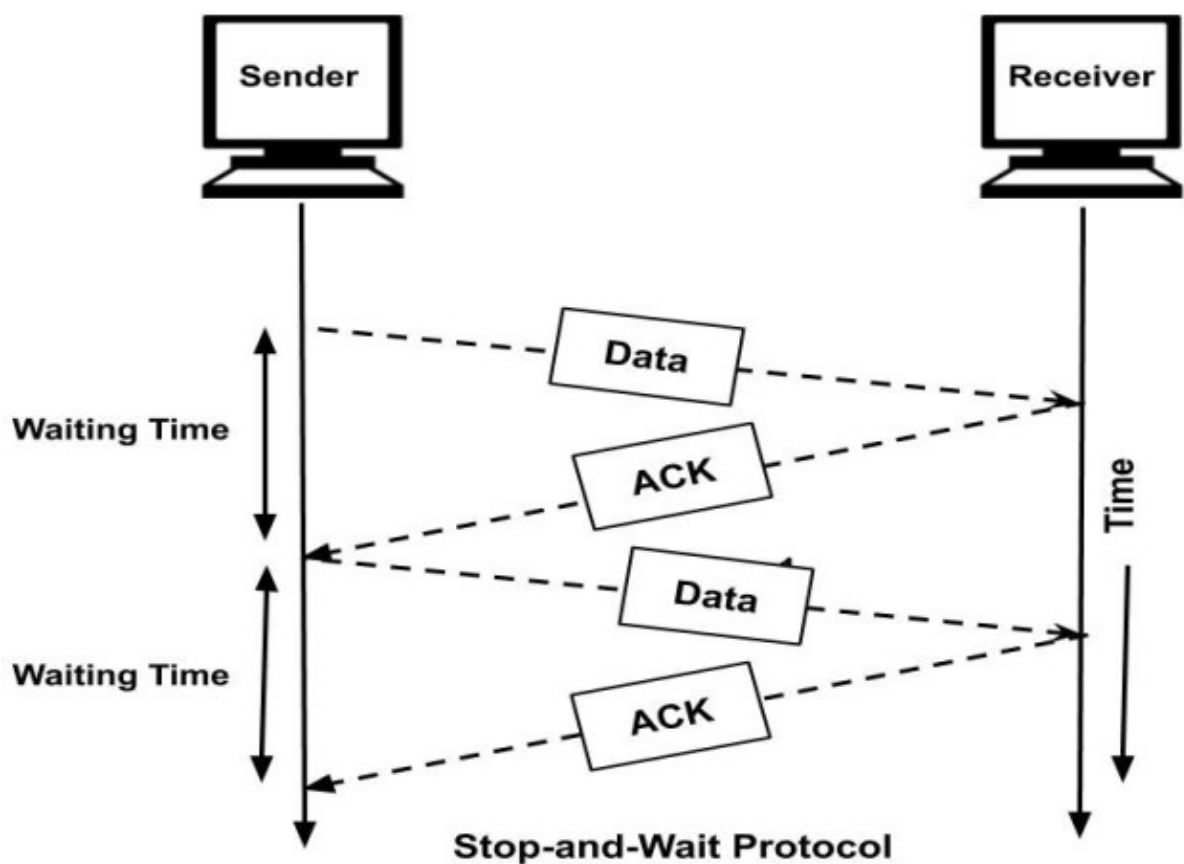 Sender
Receiver
Data
Waiting Time
ACK
Time
Data
Waiting Time
ACK
Stop-and-Wait Protocol